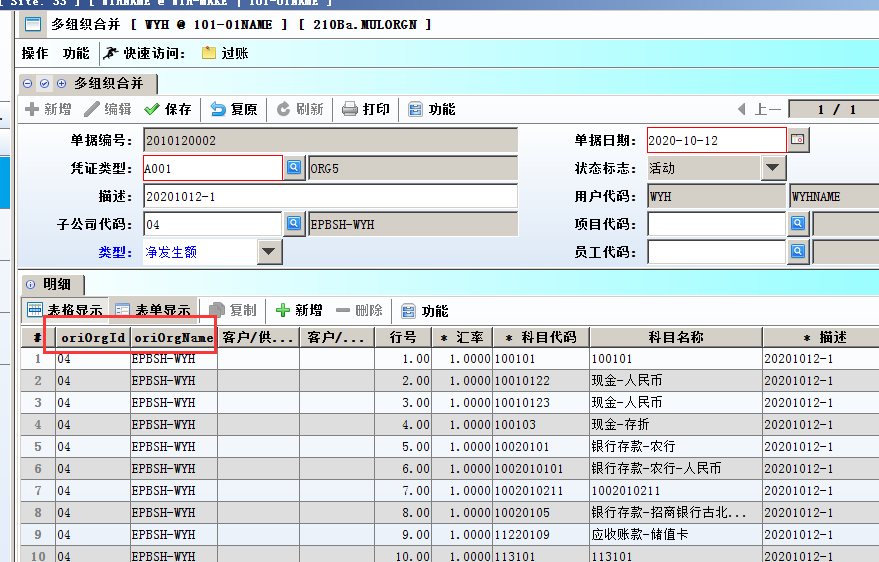 多组织合并 [ WYH @ 101-01NAME ] [ 210Ba.MULORGN ]
操作 功能 快速访问: 过账
多组织合并
新增 编辑 保存 复原 刷新 打印 功能 上一 1 / 1
单据编号: 2010120002 单据日期: 2020-10-12
凭证类型: A001 ORG5 状态标志: 活动
描述: 20201012-1 用户代码: WYH WYHNAME
子公司代码: 04 EPBSH-WYH 项目代码:
类型: 净发生额 员工代码:
明细
表格显示 表单显示 复制 新增 删除 功能
# oriOrgId oriOrgName 客户/供... 客户/... 行号 * 汇率 * 科目代码 科目名称 * 描述
1 04 EPBSH-WYH 1.00 1.0000 100101 100101 20201012-1
2 04 EPBSH-WYH 2.00 1.0000 10010122 现金-人民币 20201012-1
3 04 EPBSH-WYH 3.00 1.0000 10010123 现金-人民币 20201012-1
4 04 EPBSH-WYH 4.00 1.0000 100103 现金-存折 20201012-1
5 04 EPBSH-WYH 5.00 1.0000 10020101 银行存款-农行 20201012-1
6 04 EPBSH-WYH 6.00 1.0000 1002010101 银行存款-农行-人民币 20201012-1
7 04 EPBSH-WYH 7.00 1.0000 1002010211 1002010211 20201012-1
8 04 EPBSH-WYH 8.00 1.0000 10020105 银行存款-招商银行古北... 20201012-1
9 04 EPBSH-WYH 9.00 1.0000 11220109 应收账款-储值卡 20201012-1
10 04 EPBSH-WYH 10.00 1.0000 113101 113101 20201012-1